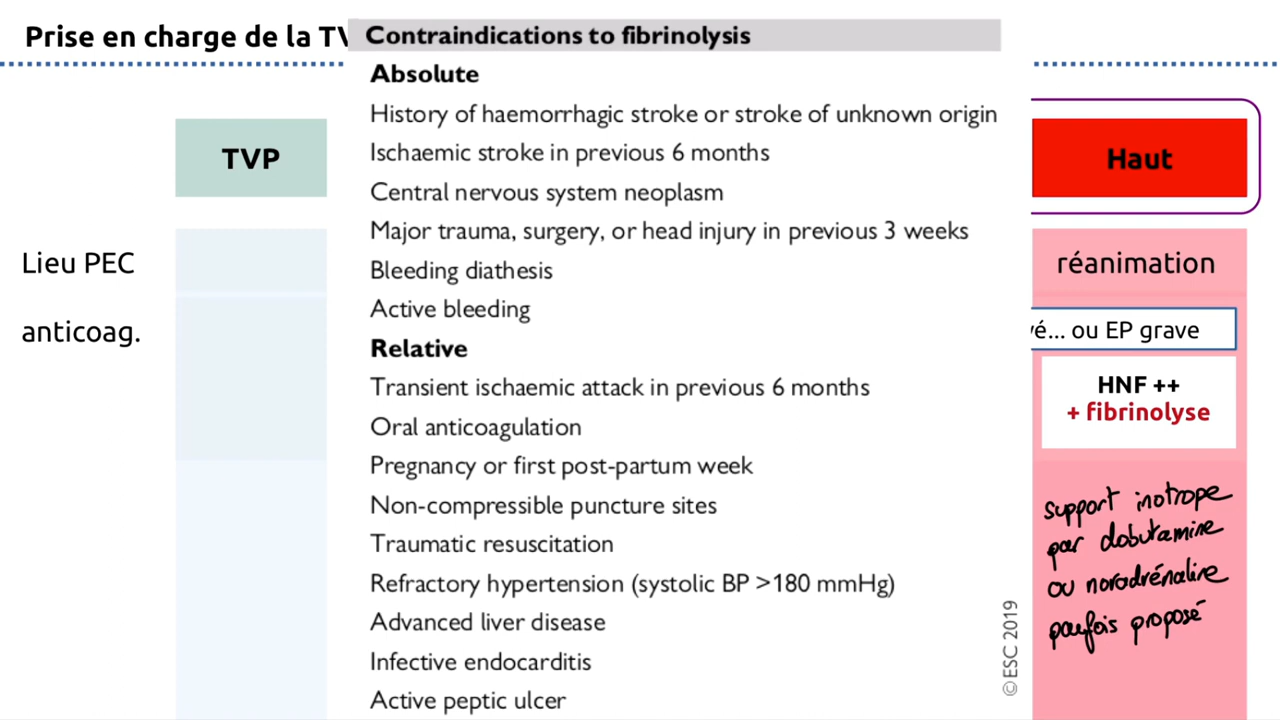 Prise en charge de la TV
Contraindications to fibrinolysis
Absolute
History of haemorrhagic stroke or stroke of unknown origin
Ischaemic stroke in previous 6 months
Central nervous system neoplasm
Major trauma, surgery, or head injury in previous 3 weeks
Bleeding diathesis
Active bleeding
Relative
Transient ischaemic attack in previous 6 months
Oral anticoagulation
Pregnancy or first post-partum week
Non-compressible puncture sites
Traumatic resuscitation
Refractory hypertension (systolic BP >180 mmHg)
Advanced liver disease
Infective endocarditis
Active peptic ulcer
©ESC 2019
TVP
Lieu PEC
anticoag.
Haut
réanimation
vé... ou EP grave
HNF ++
+ fibrinolyse
support inotrope
par dobutamine
ou noradrénaline
parfois proposé